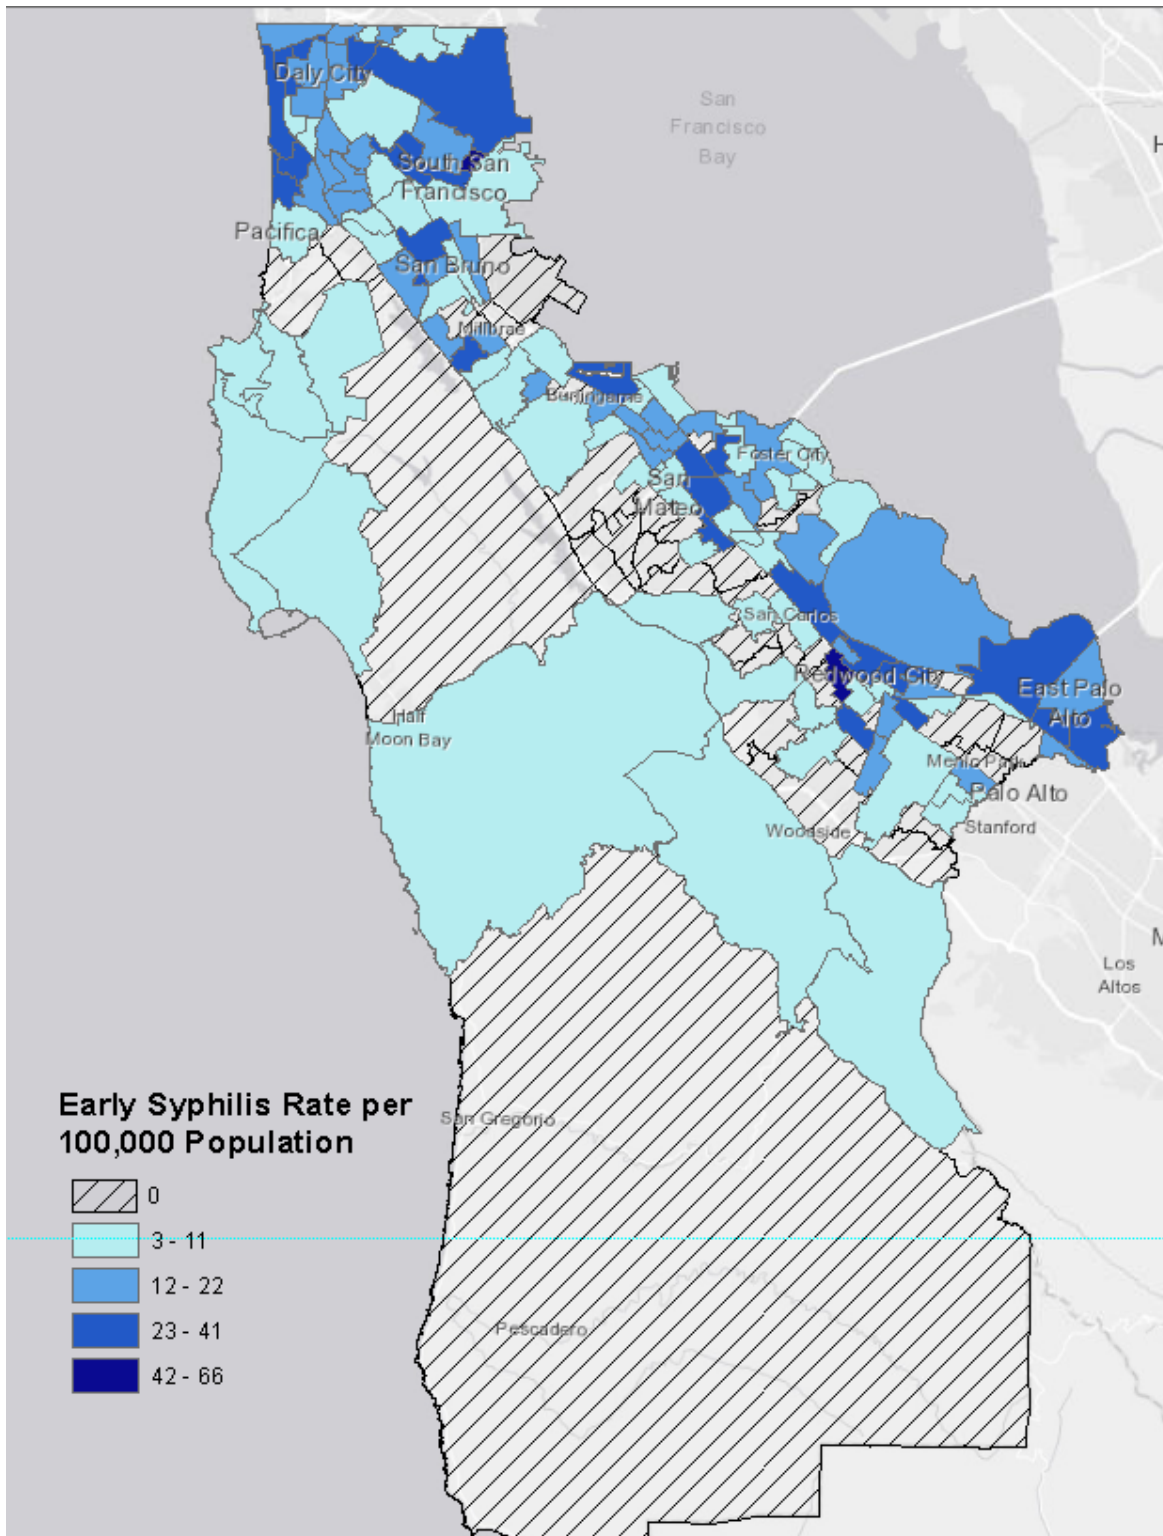 San
Francisco
Bay
H
Daly City
South San
Francisco
Pacifica
San Bruno
Millbrae
Burlingame
Foster City
San
Mateo
San Carlos
Redwood City
East Palo
Alto
Half
Moon Bay
Menlo Park
Palo Alto
Woodside
Stanford
M
Los
Altos
Early Syphilis Rate per
100,000 Population
San Gregorio
0
3 - 11
12 - 22
23 - 41
42 - 66
Pescadero